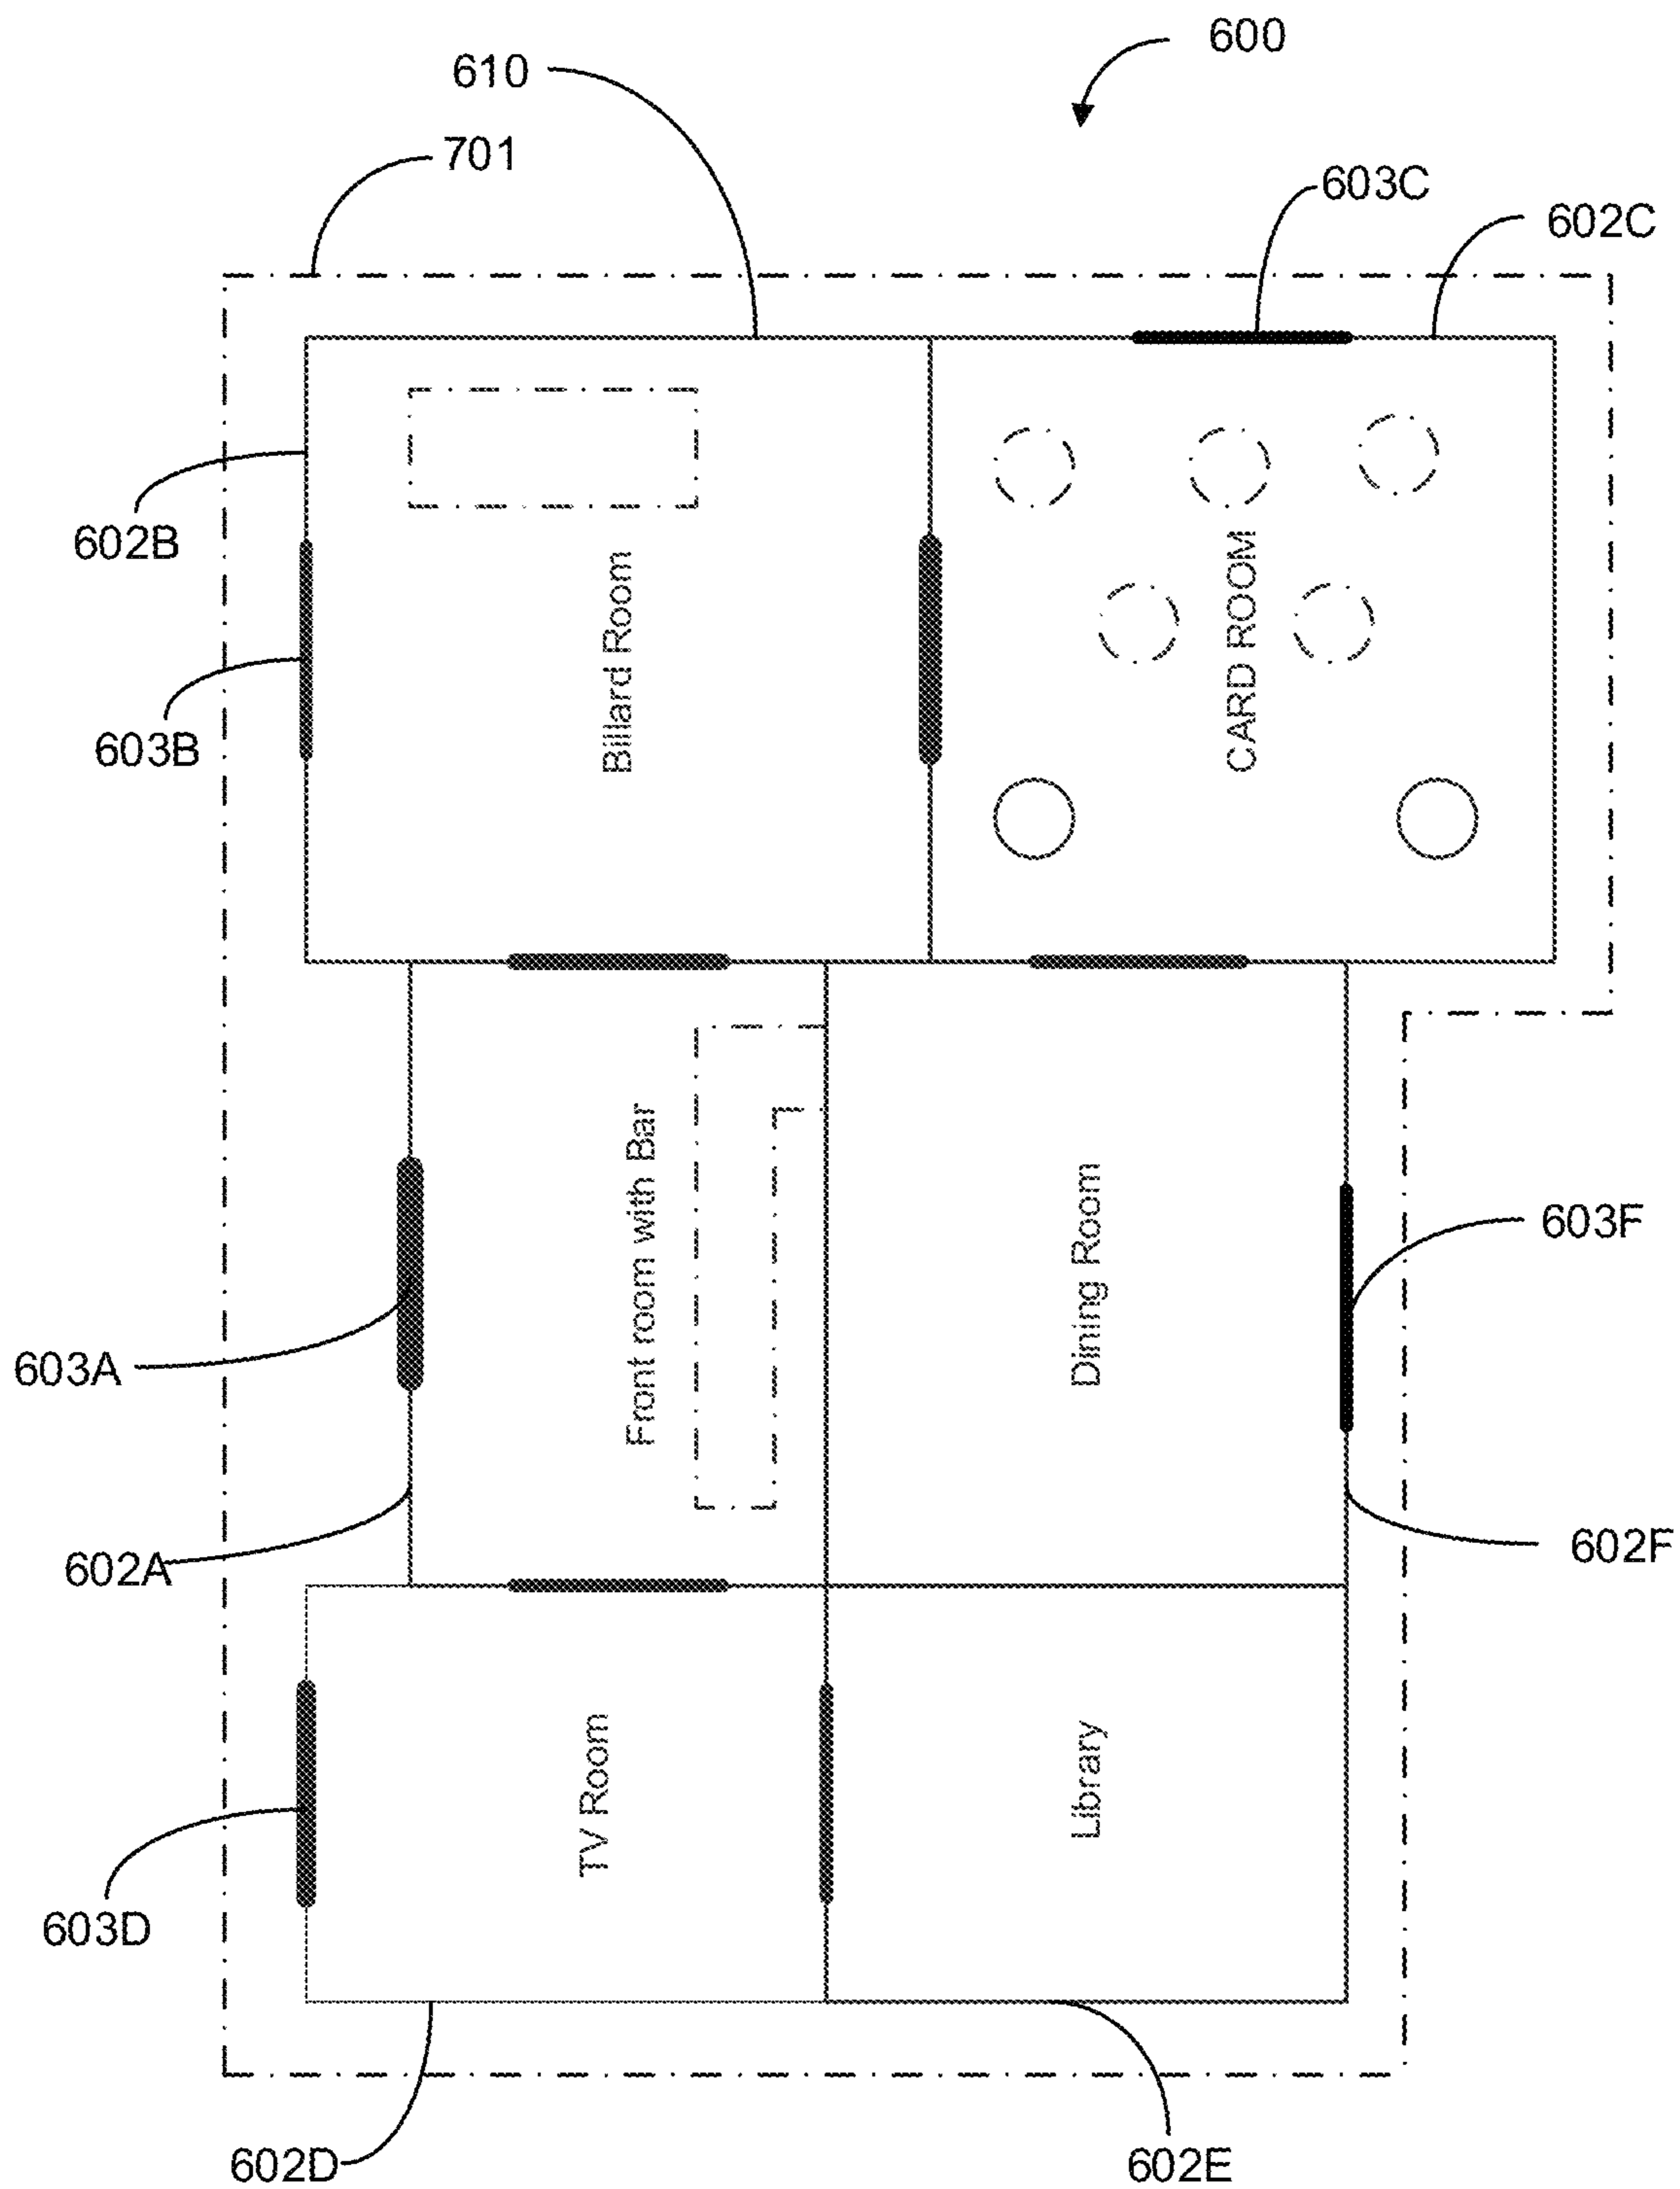 600
610
701
603C
602C
602B
603B
Billard Room
CARD ROOM
603A
Front room with Bar
Dining Room
603F
602A
602F
TV Room
Library
603D
602D
602E